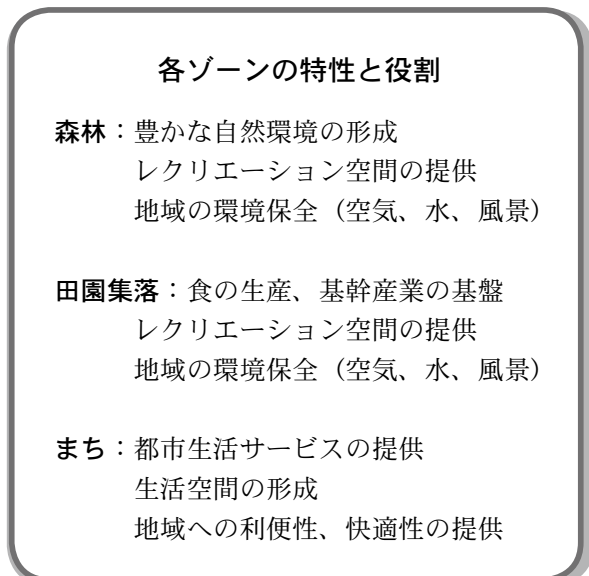 各ゾーンの特性と役割
森林：豊かな自然環境の形成
レクリエーション空間の提供
地域の環境保全（空気、水、風景）
田園集落：食の生産、基幹産業の基盤
レクリエーション空間の提供
地域の環境保全（空気、水、風景）
まち：都市生活サービスの提供
生活空間の形成
地域への利便性、快適性の提供